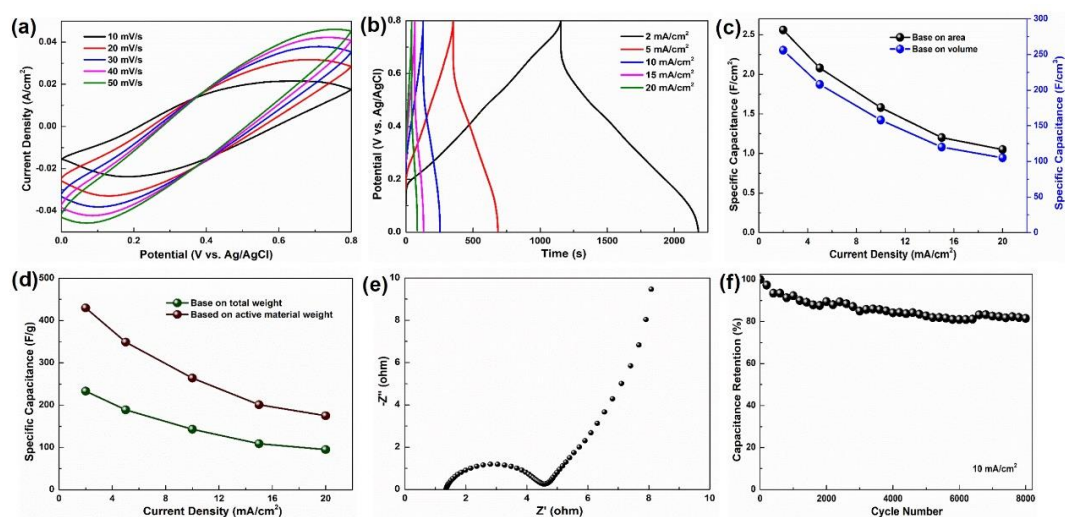 (a)
10 mV/s
20 mV/s
30 mV/s
40 mV/s
50 mV/s
Current Density (A/cm²)
0.04
0.02
0.00
-0.02
-0.04
0.0 0.2 0.4 0.6 0.8
Potential (V vs. Ag/AgCl)
(b)
2 mA/cm²
5 mA/cm²
10 mA/cm²
15 mA/cm²
20 mA/cm²
Potential (V vs. Ag/AgCl)
0.8
0.6
0.4
0.2
0.0
0 500 1000 1500 2000
Time (s)
(c)
Base on area
Base on volume
Specific Capacitance (F/cm²)
2.5
2.0
1.5
1.0
0.5
0.0
0 4 8 12 16 20
Current Density (mA/cm²)
300
250
200
150
100
50
0
Specific Capacitance (F/cm³)
(d)
Base on total weight
Based on active material weight
Specific Capacitance (F/g)
500
400
300
200
100
0
0 4 8 12 16 20
Current Density (mA/cm²)
(e)
-Z'' (ohm)
10
8
6
4
2
0
0 2 4 6 8 10
Z' (ohm)
(f)
Capacitance Retention (%)
100
80
60
40
20
0
10 mA/cm²
0 2000 4000 6000 8000
Cycle Number